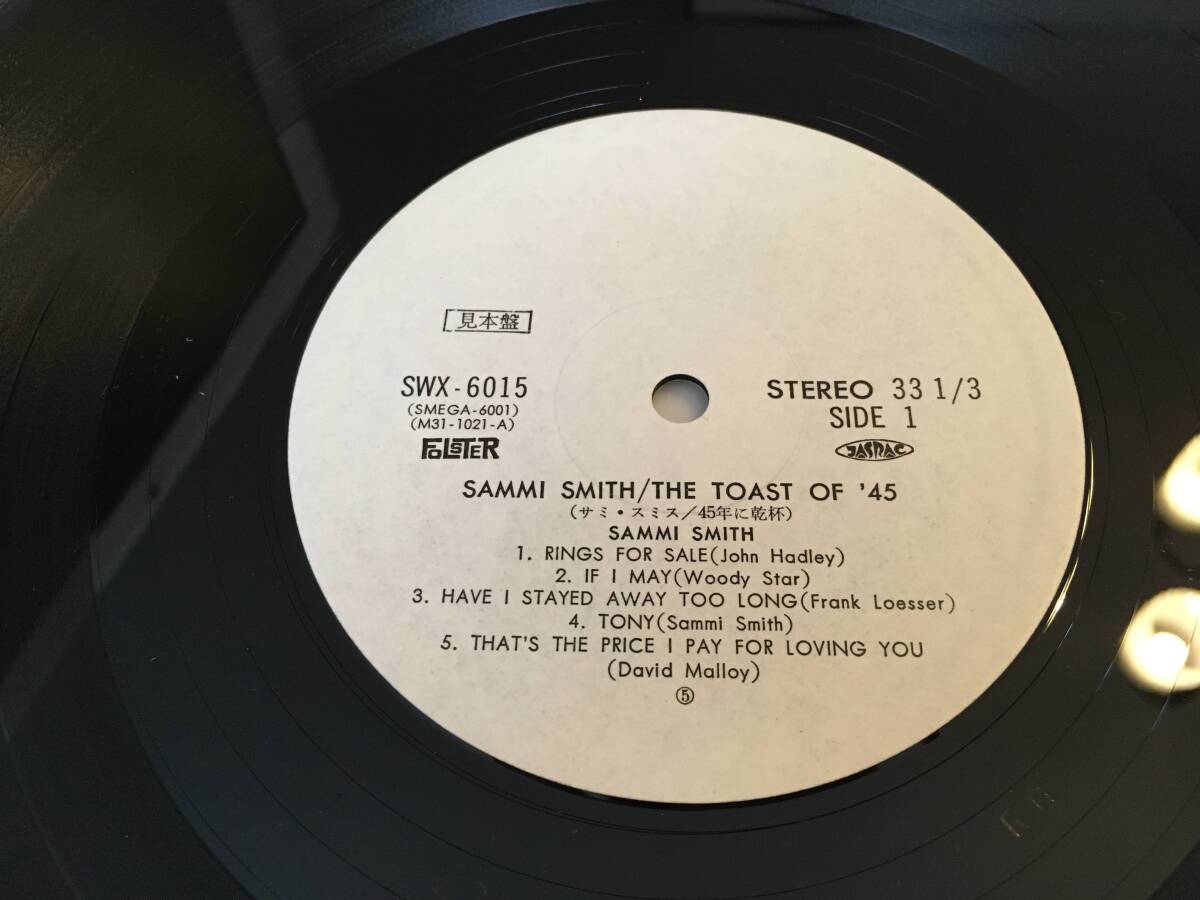 見本盤
SWX-6015
(SMEGA-6001)
(M31-1021-A)
FOLSTER
STEREO 33 1/3
SIDE 1
JASRAC
SAMMI SMITH/THE TOAST OF '45
(サミ・スミス/45年に乾杯)
SAMMI SMITH
1. RINGS FOR SALE(John Hadley)
2. IF I MAY(Woody Star)
3. HAVE I STAYED AWAY TOO LONG(Frank Loesser)
4. TONY(Sammi Smith)
5. THAT'S THE PRICE I PAY FOR LOVING YOU
(David Malloy)
⑤